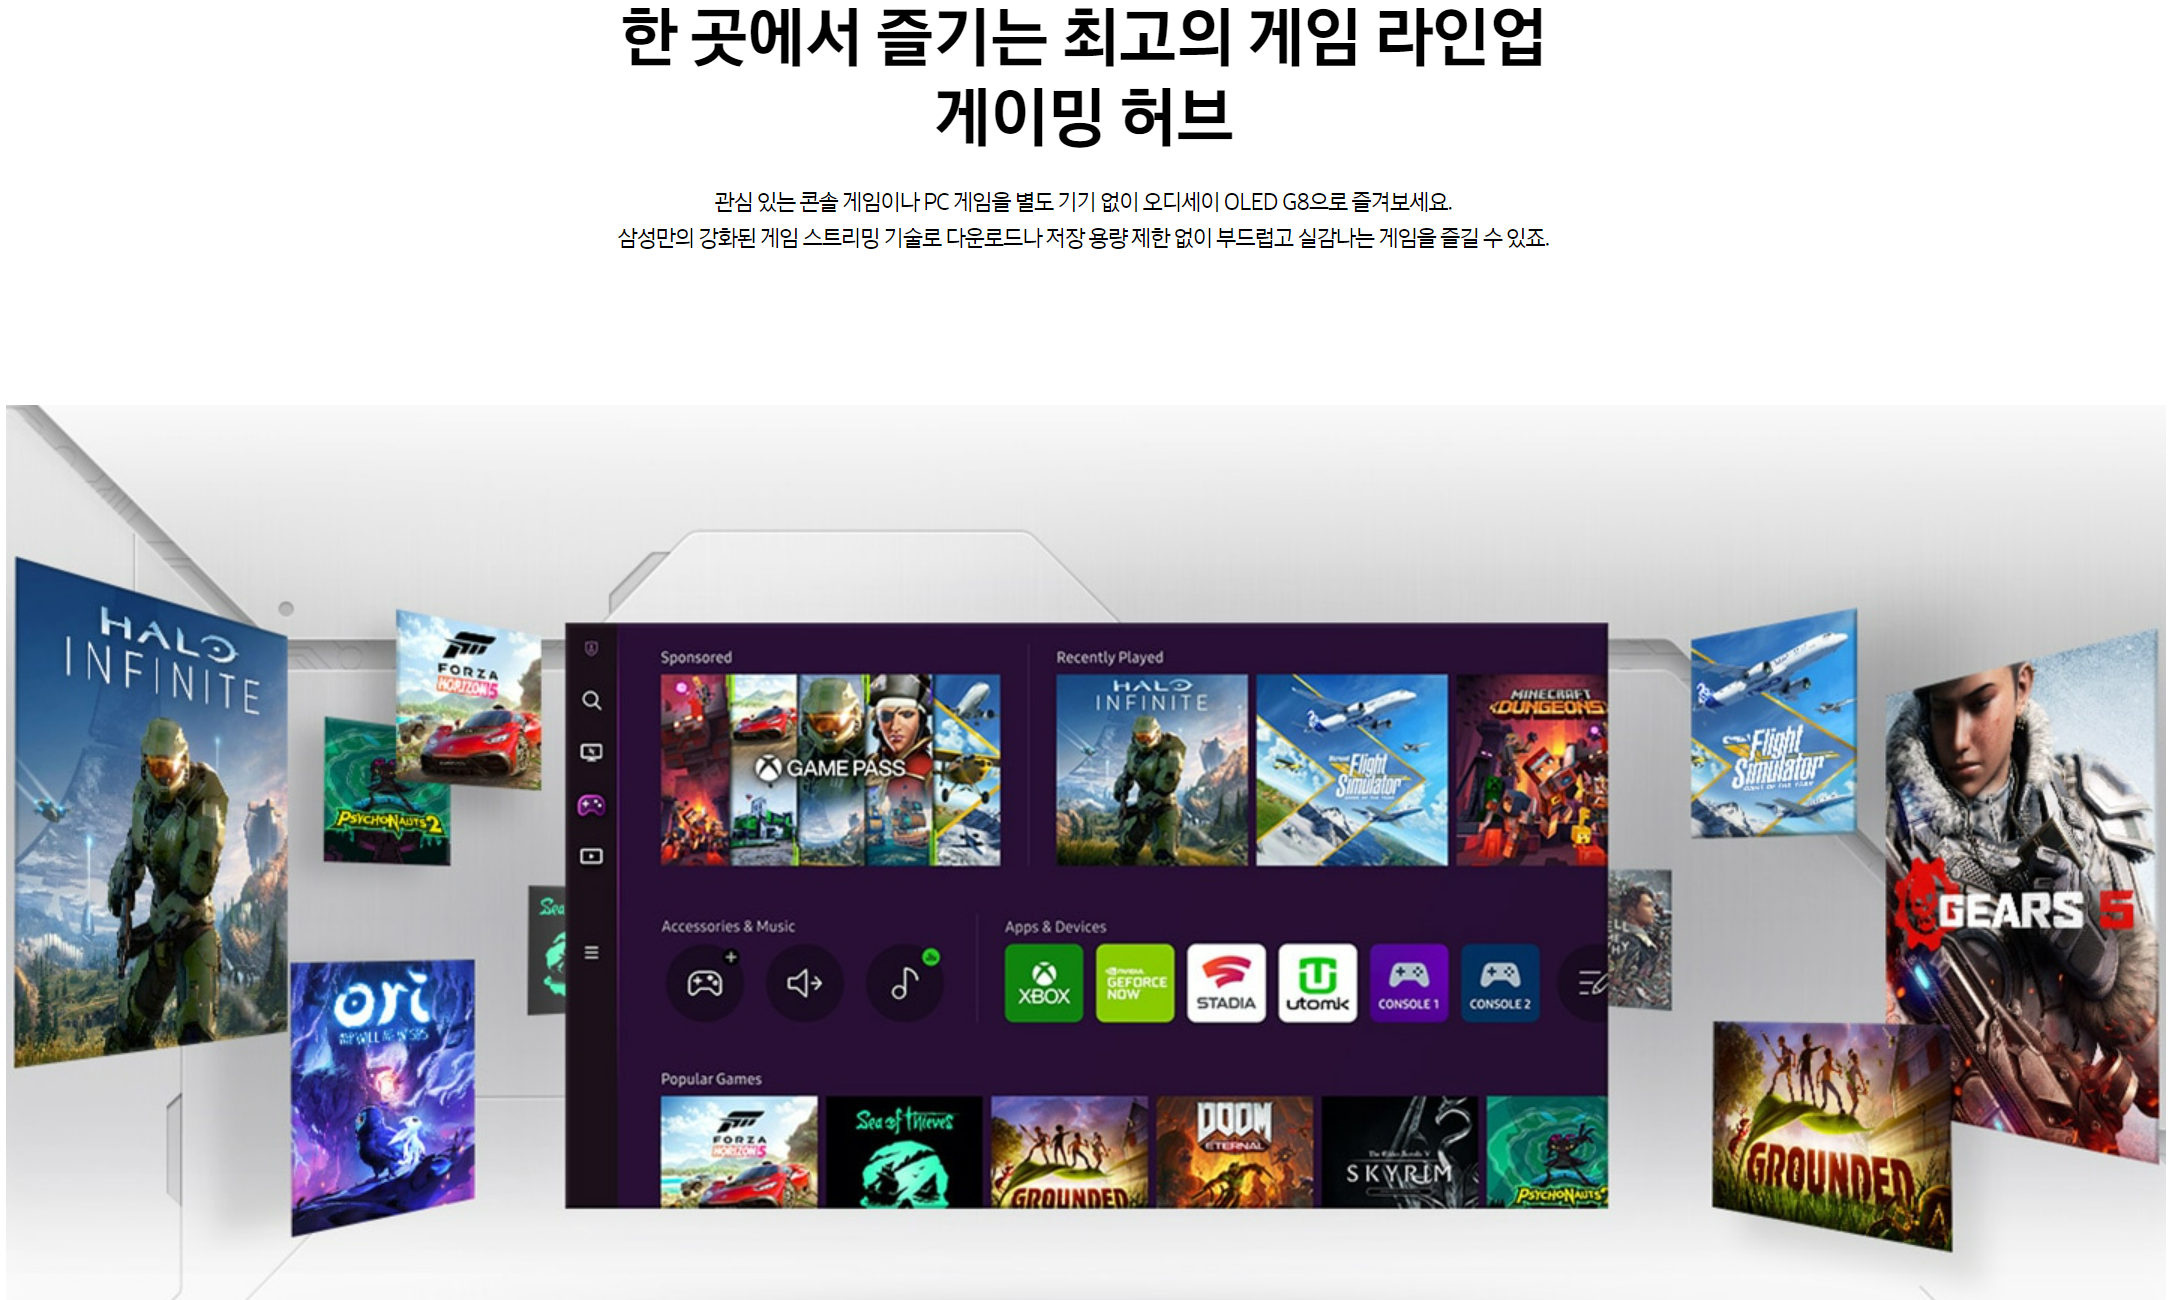 한 곳에서 즐기는 최고의 게임 라인업
게이밍 허브
관심 있는 콘솔 게임이나 PC 게임을 별도 기기 없이 오디세이 OLED G8으로 즐겨보세요.
삼성만의 강화된 게임 스트리밍 기술로 다운로드나 저장 용량 제한 없이 부드럽고 실감나는 게임을 즐길 수 있죠.
HALO
INFINITE
FORZA
HORIZON 5
PSYCHONAUTS 2
Sea
ori
Sponsored
GAME PASS
Recently Played
HALO
INFINITE
Flight
Simulator
MINECRAFT
DUNGEONS
Accessories & Music
Apps & Devices
XBOX
NVIDIA
GEFORCE
NOW
STADIA
utomik
CONSOLE 1
CONSOLE 2
Popular Games
FORZA
HORIZON 5
Sea of Thieves
GROUNDED
DOOM
ETERNAL
The Elder Scrolls V
SKYRIM
PSYCHONAUTS
Flight
Simulator
GEARS 5
GROUNDED